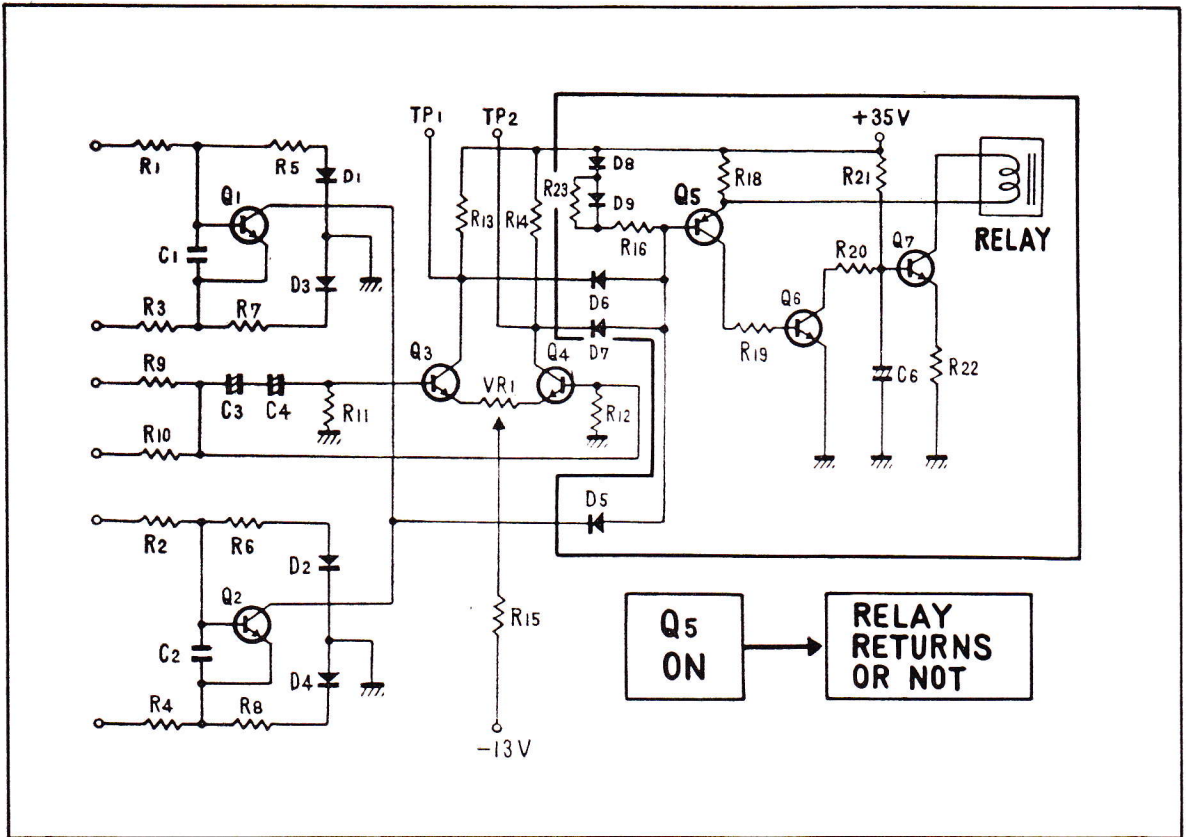 TP1 TP2
+35V
R1 R5 D1
Q1
C1
D3
R3 R7
R13 R14
D8
R23 D9
R16
Q5
R18 R21
RELAY
R20 Q7
D6
Q6
D7 R19
C6 R22
R9
Q3 VR1 Q4
C3 C4 R11
R12
R10
D5
R2 R6
D2
Q2
C2
D4
R4 R8
R15
-13V
Q5
ON
RELAY
RETURNS
OR NOT